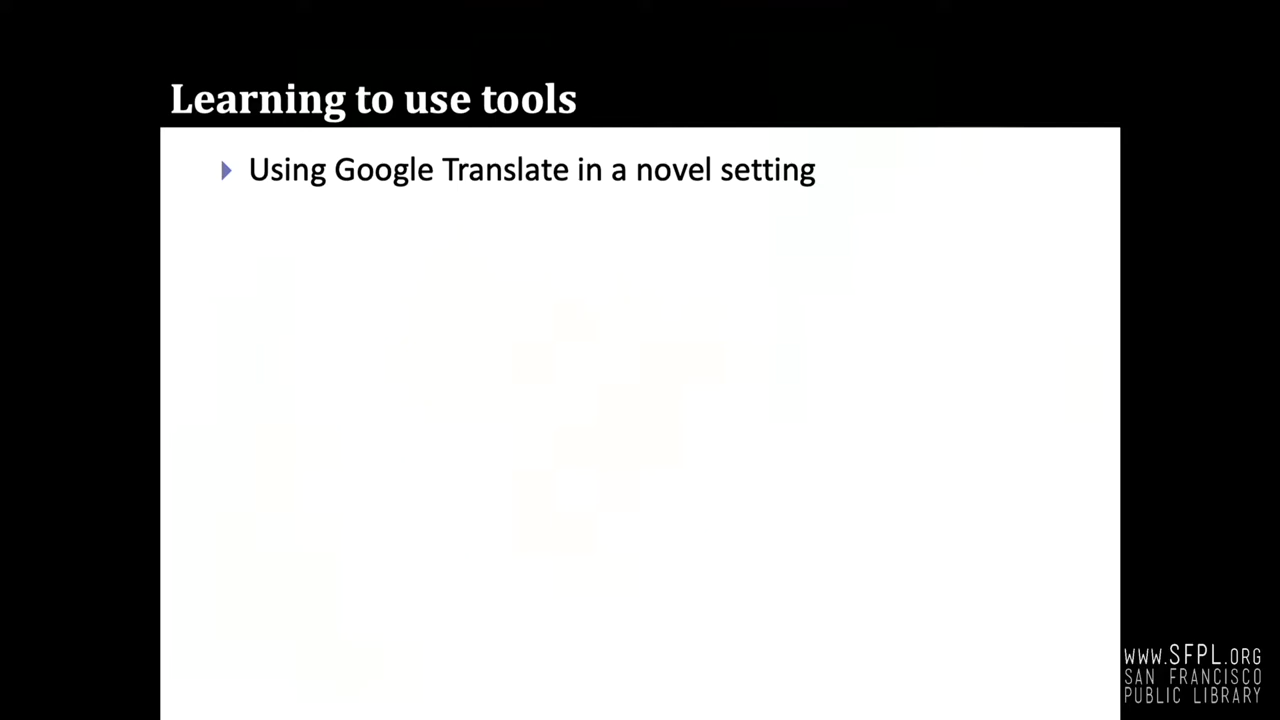 Learning to use tools
Using Google Translate in a novel setting
www.SFPL.ORG
SAN FRANCISCO
PUBLIC LIBRARY